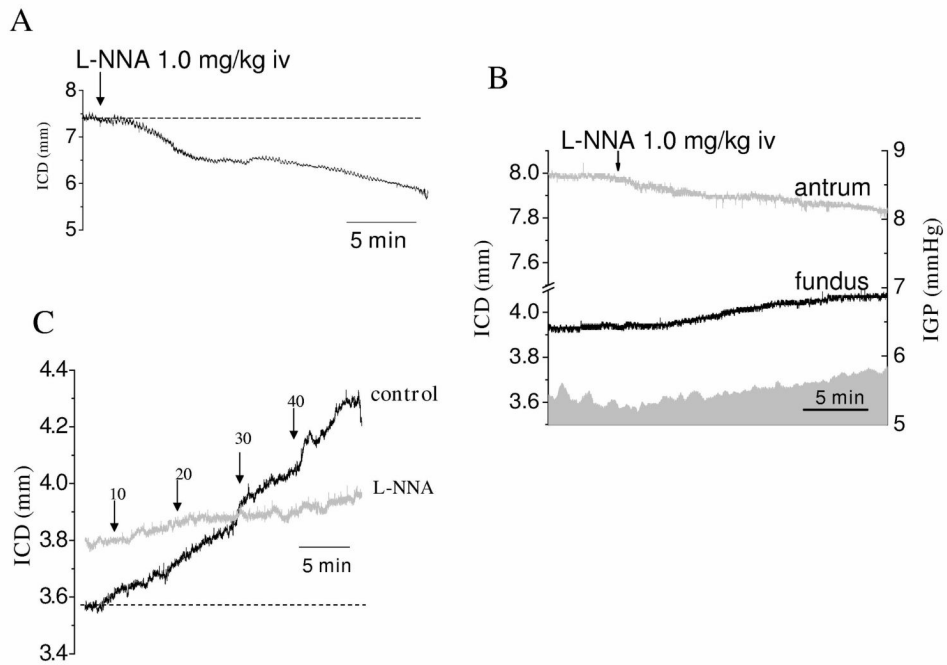 A
L-NNA 1.0 mg/kg iv
8
7
6
5
ICD (mm)
5 min
B
L-NNA 1.0 mg/kg iv
8.0
7.8
7.6
4.0
3.8
3.6
ICD (mm)
antrum
fundus
9
8
7
6
5
IGP (mmHg)
5 min
C
4.4
4.2
4.0
3.8
3.6
3.4
ICD (mm)
10
20
30
40
control
L-NNA
5 min